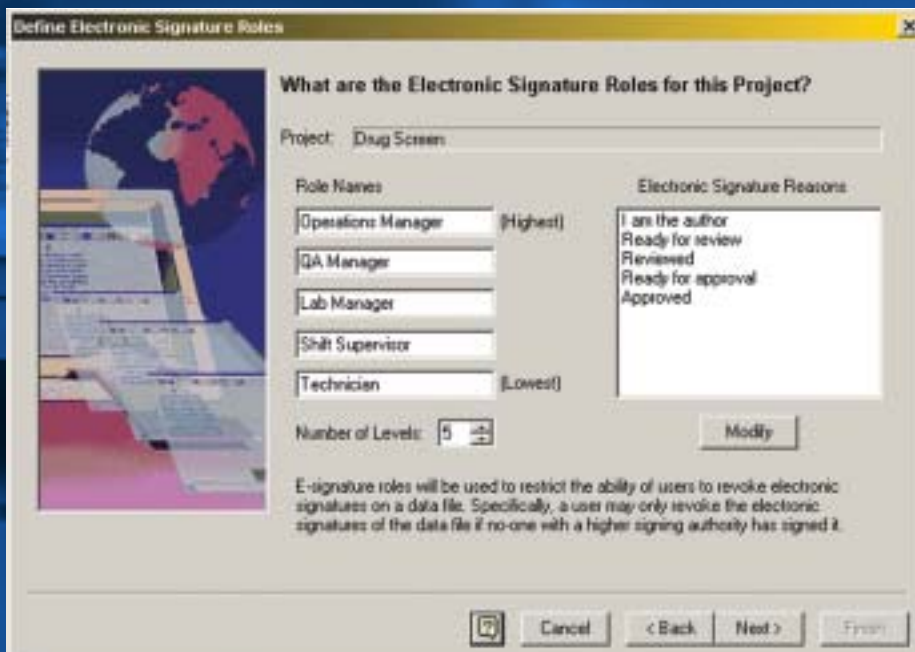 Define Electronic Signature Roles
What are the Electronic Signature Roles for this Project?
Project: Drug Screen
Role Names
Electronic Signature Reasons
Operations Manager (Highest)
QA Manager
Lab Manager
Shift Supervisor
Technician (Lowest)
I am the author
Ready for review
Reviewed
Ready for approval
Approved
Number of Levels: 5
Modify
E-signature roles will be used to restrict the ability of users to revoke electronic
signatures on a data file. Specifically, a user may only revoke the electronic
signatures of the data file if no-one with a higher signing authority has signed it.
? Cancel < Back Next > Finish